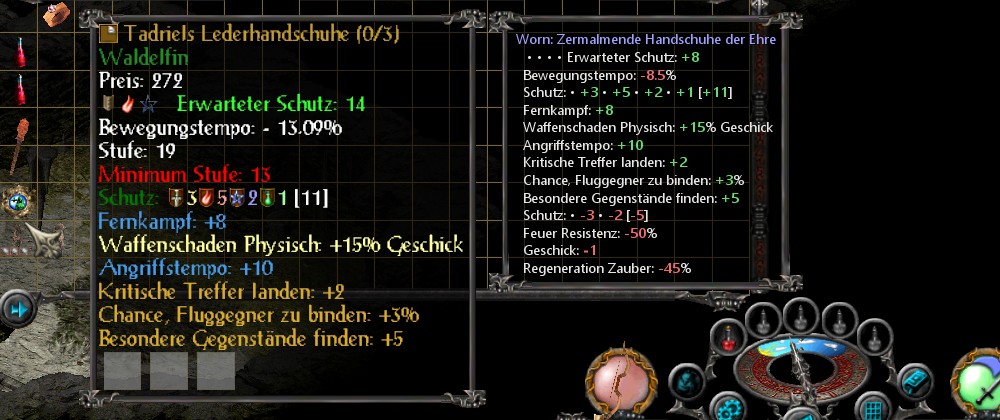 Tadriels Lederhandschuhe (0/3)
Waldelfin
Preis: 272
Erwarteter Schutz: 14
Bewegungstempo: - 13.09%
Stufe: 19
Minimum Stufe: 13
Schutz: 3 5 2 1 [11]
Fernkampf: +8
Waffenschaden Physisch: +15% Geschick
Angriffstempo: +10
Kritische Treffer landen: +2
Chance, Fluggegner zu binden: +3%
Besondere Gegenstände finden: +5
Worn: Zermalmende Handschuhe der Ehre
• • • • Erwarteter Schutz: +8
Bewegungstempo: -8.5%
Schutz: • +3 • +5 • +2 • +1 [+11]
Fernkampf: +8
Waffenschaden Physisch: +15% Geschick
Angriffstempo: +10
Kritische Treffer landen: +2
Chance, Fluggegner zu binden: +3%
Besondere Gegenstände finden: +5
Schutz: • -3 • -2 [-5]
Feuer Resistenz: -50%
Geschick: -1
Regeneration Zauber: -45%